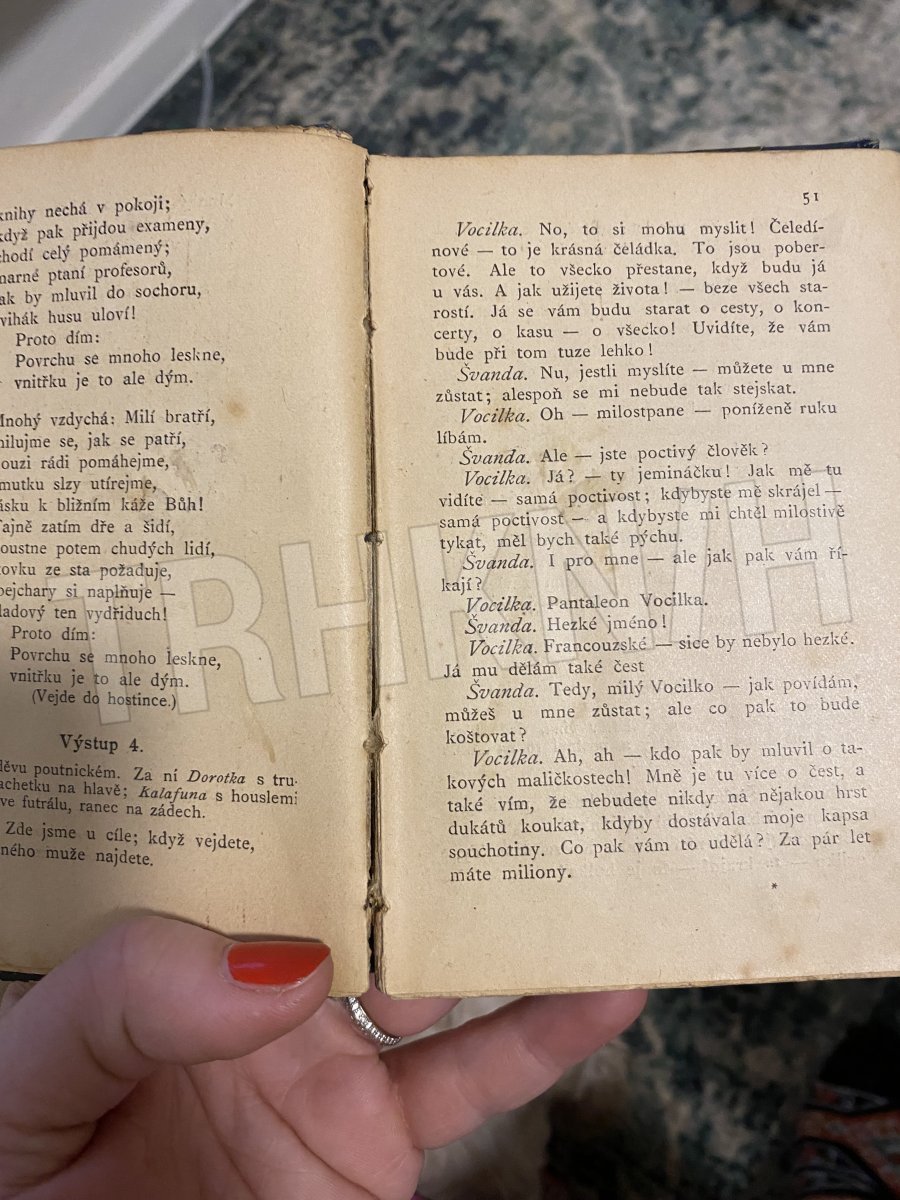 knihy nechá v pokoji;
když pak přijdou exameny,
chodí celý pomámený;
marné ptaní profesorů,
jak by mluvil do sochoru,
zvihák husu uloví!
Proto dím:
Povrchu se mnoho leskne,
vnitřku je to ale dým.
Mnohý vzdychá: Milí bratří,
milujme se, jak se patří,
nouzi rádi pomáhejme,
smutku slzy utírejme,
lásku k bližním káže Bůh!
Tajně zatím dře a šidí,
poustne potem chudých lidí,
tovku ze sta požaduje,
pejchary si naplňuje —
ladový ten vydřiduch!
Proto dím:
Povrchu se mnoho leskne,
vnitřku je to ale dým.
(Vejde do hostince.)
Výstup 4.
děvu poutnickém. Za ní Dorotka s tru-
achetku na hlavě; Kalafuna s houslemi
ve futrálu, ranec na zádech.
Zde jsme u cíle; když vejdete,
ného muže najdete.
51
Vocilka. No, to si mohu myslit! Čeledí-
nové — to je krásná čeládka. To jsou pober-
tové. Ale to všecko přestane, když budu já
u vás. A jak užijete života! — beze všech sta-
rostí. Já se vám budu starat o cesty, o kon-
certy, o kasu — o všecko! Uvidíte, že vám
bude při tom tuze lehko!
Švanda. Nu, jestli myslíte — můžete u mne
zůstat; alespoň se mi nebude tak stejskat.
Vocilka. Oh — milostpane — poníženě ruku
líbám.
Švanda. Ale — jste poctivý člověk?
Vocilka. Já? — ty jemináčku! Jak mě tu
vidíte — samá poctivost; kdybyste mě skrájel —
samá poctivost — a kdybyste mi chtěl milostivě
tykat, měl bych také pýchu.
Švanda. I pro mne — ale jak pak vám ří-
kají?
Vocilka. Pantaleon Vocilka.
Švanda. Hezké jméno!
Vocilka. Francouzské — sice by nebylo hezké.
Já mu dělám také čest
Švanda. Tedy, milý Vocilko — jak povídám,
můžeš u mne zůstat; ale co pak to bude
koštovat?
Vocilka. Ah, ah — kdo pak by mluvil o ta-
kových maličkostech! Mně je tu více o čest, a
také vím, že nebudete nikdy na nějakou hrst
dukátů koukat, kdyby dostávala moje kapsa
souchotiny. Co pak vám to udělá? Za pár let
máte miliony.
*
TRHKNIH